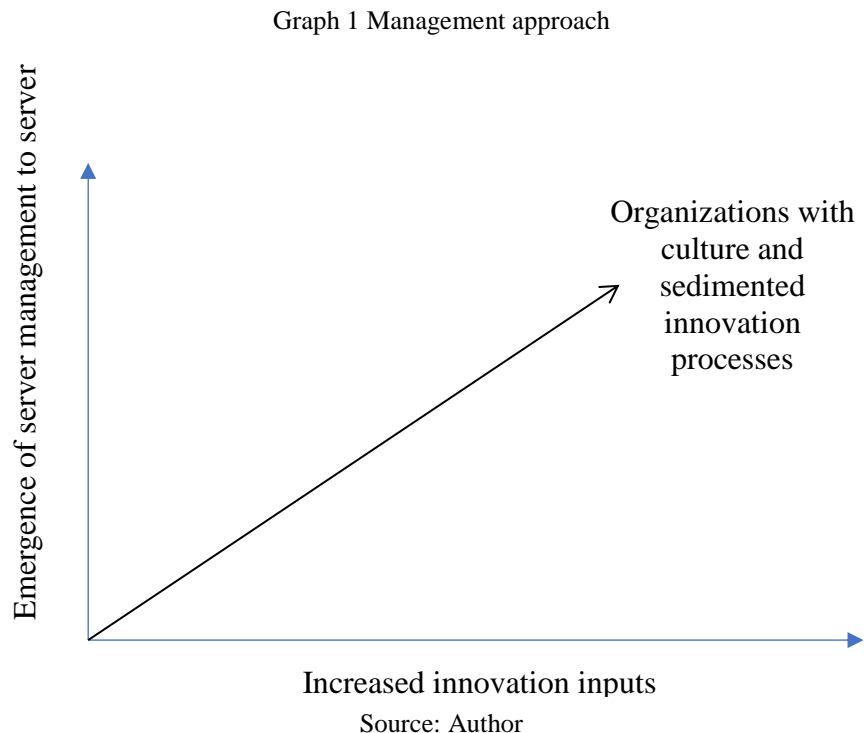 Graph 1 Management approach
Emergence of server management to server
Organizations with
culture and
sedimented
innovation
processes
Increased innovation inputs
Source: Author